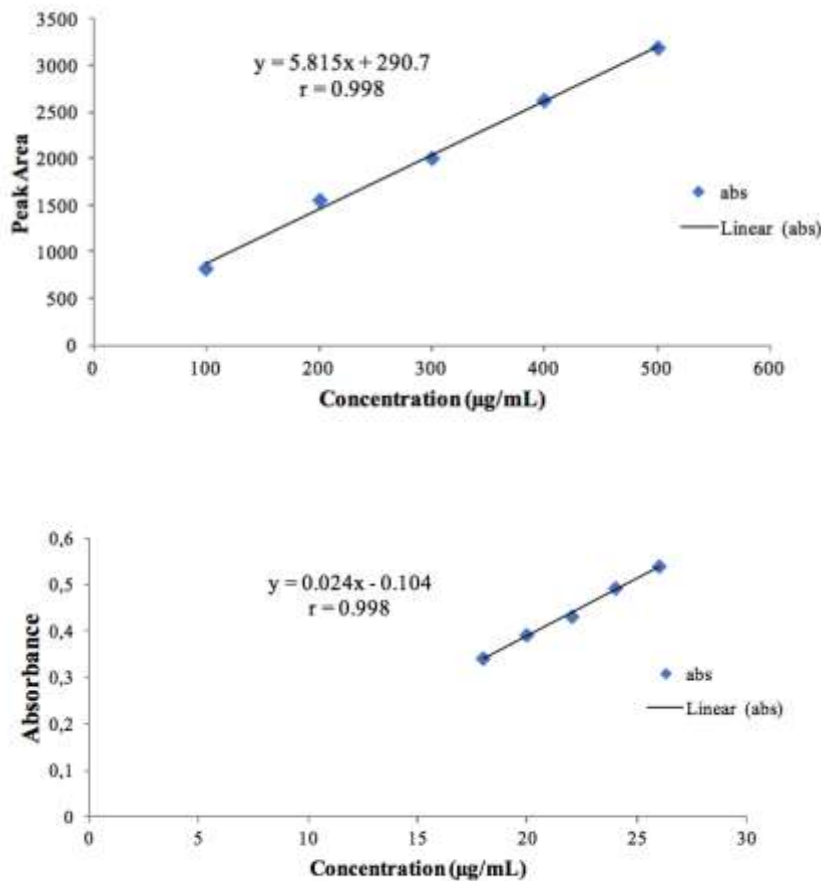 3500
3000
2500
2000
1500
1000
500
0
Peak Area
y = 5.815x + 290.7
r = 0.998
abs
Linear (abs)
0 100 200 300 400 500 600
Concentration (µg/mL)
0,6
0,5
0,4
0,3
0,2
0,1
0
Absorbance
y = 0.024x - 0.104
r = 0.998
abs
Linear (abs)
0 5 10 15 20 25 30
Concentration (µg/mL)